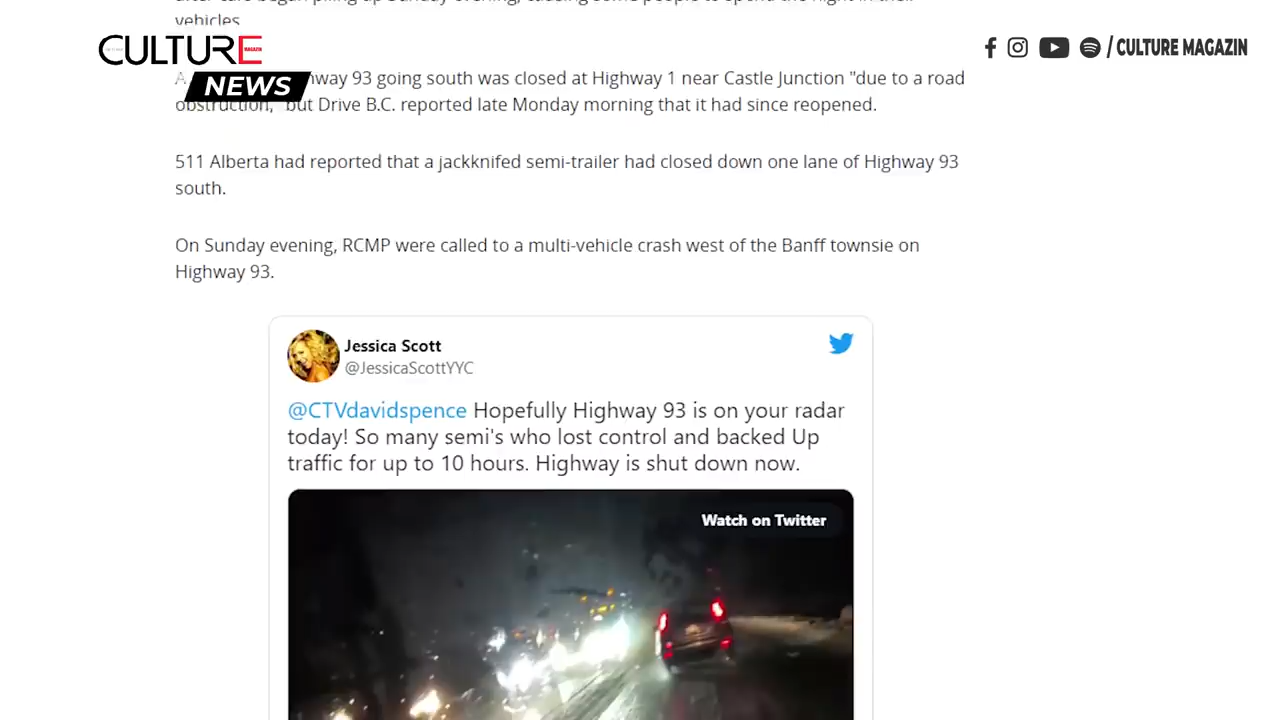 vehicles
CULTURE
MAGAZIN
NEWS
/ CULTURE MAGAZIN
hway 93 going south was closed at Highway 1 near Castle Junction "due to a road
obstruction," but Drive B.C. reported late Monday morning that it had since reopened.
511 Alberta had reported that a jackknifed semi-trailer had closed down one lane of Highway 93
south.
On Sunday evening, RCMP were called to a multi-vehicle crash west of the Banff townsie on
Highway 93.
Jessica Scott
@JessicaScottYYC
@CTVdavidspence Hopefully Highway 93 is on your radar
today! So many semi's who lost control and backed Up
traffic for up to 10 hours. Highway is shut down now.
Watch on Twitter